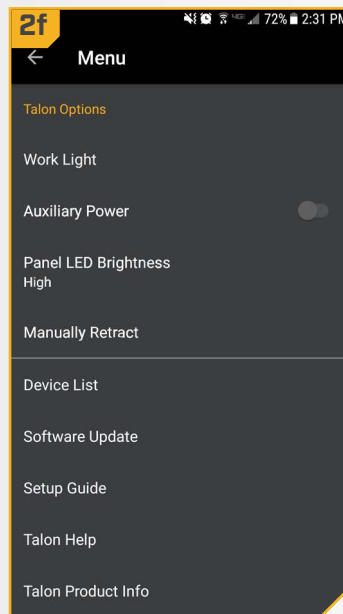 2f
4G 72% 2:31 PM
Menu
Talon Options
Work Light
Auxiliary Power
Panel LED Brightness
High
Manually Retract
Device List
Software Update
Setup Guide
Talon Help
Talon Product Info